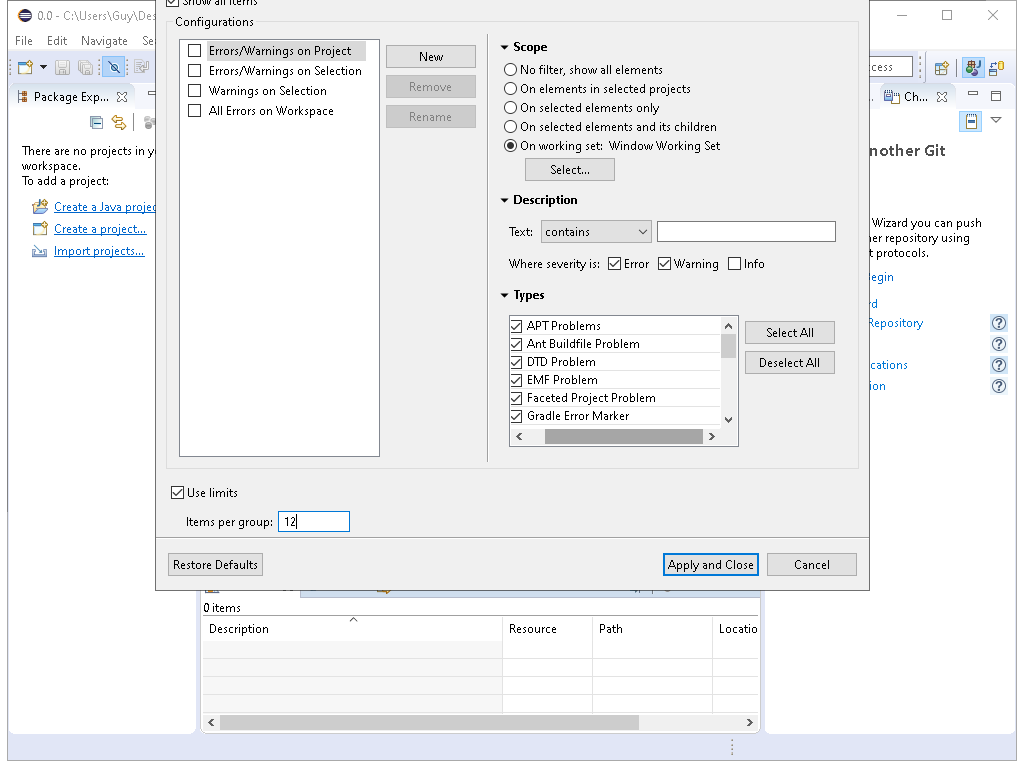 Show all items
0.0 - C:\Users\Guy\Des
Configurations
File Edit Navigate Se
Errors/Warnings on Project
Errors/Warnings on Selection
Warnings on Selection
All Errors on Workspace
New
Remove
Rename
Scope
No filter, show all elements
On elements in selected projects
On selected elements only
On selected elements and its children
On working set: Window Working Set
Select...
Description
Text: contains
Where severity is: Error Warning Info
Types
APT Problems
Ant Buildfile Problem
DTD Problem
EMF Problem
Faceted Project Problem
Gradle Error Marker
Select All
Deselect All
Use limits
Items per group: 12
Restore Defaults
Apply and Close
Cancel
Package Exp...
There are no projects in y
workspace.
To add a project:
Create a Java projec
Create a project...
Import projects...
cess
Ch...
nother Git
Wizard you can push
er repository using
t protocols.
egin
rd
Repository
cations
ion
0 items
Description Resource Path Locatio